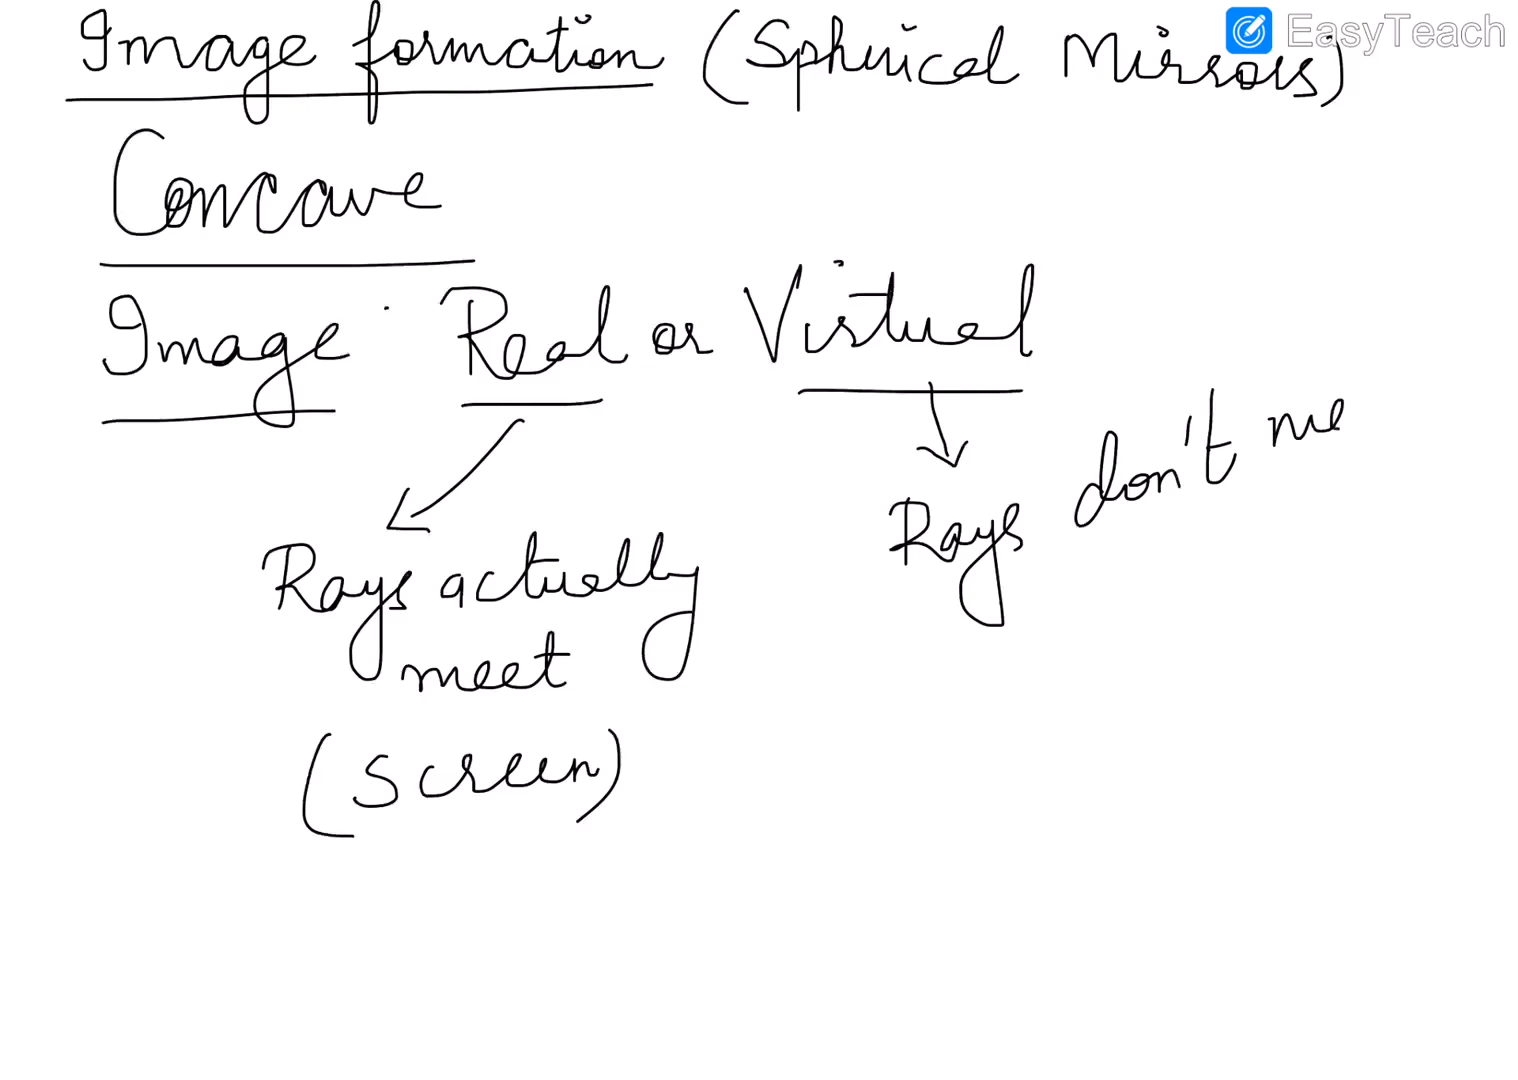 Image formation (Spherical Mirrors)
EasyTeach
Concave
Image Real or Virtual
Rays actually
meet
(Screen)
Rays don't me